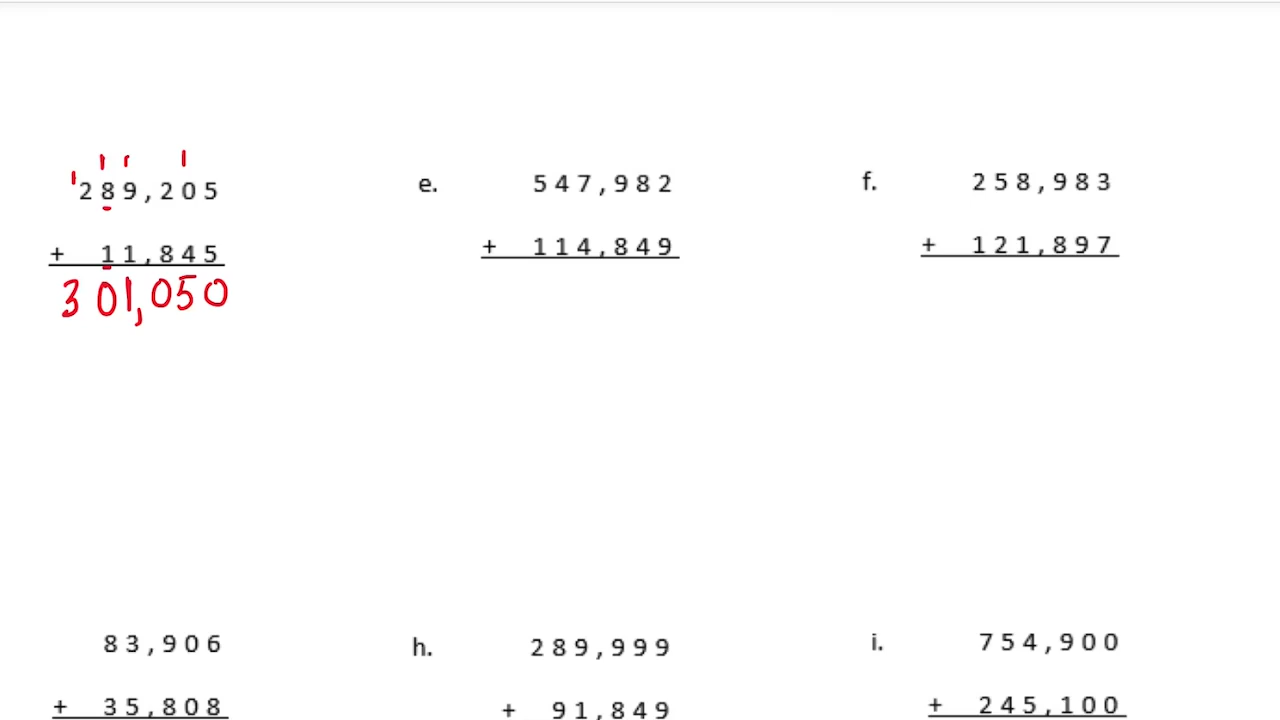 289,205
+ 11,845
301,050
e. 547,982
+ 114,849
f. 258,983
+ 121,897
83,906
+ 35,808
h. 289,999
+ 91,849
i. 754,900
+ 245,100